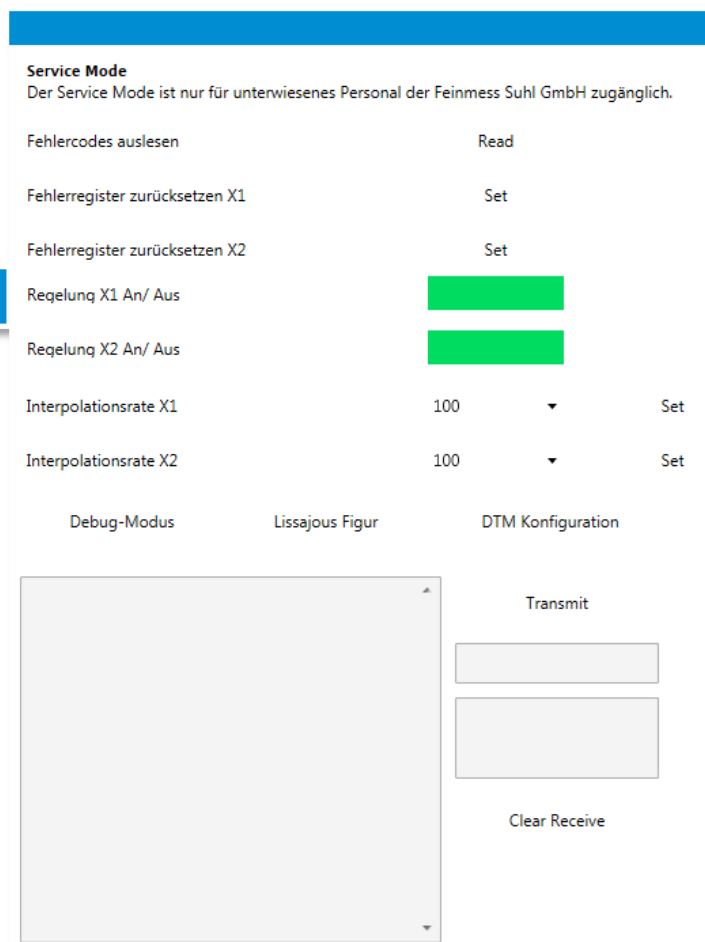 Service Mode
Der Service Mode ist nur für unterwiesenes Personal der Feinmess Suhl GmbH zugänglich.
Fehlercodes auslesen Read
Fehlerregister zurücksetzen X1 Set
Fehlerregister zurücksetzen X2 Set
Regelung X1 An/ Aus
Regelung X2 An/ Aus
Interpolationsrate X1 100 Set
Interpolationsrate X2 100 Set
Debug-Modus Lissajous Figur DTM Konfiguration
Transmit
Clear Receive